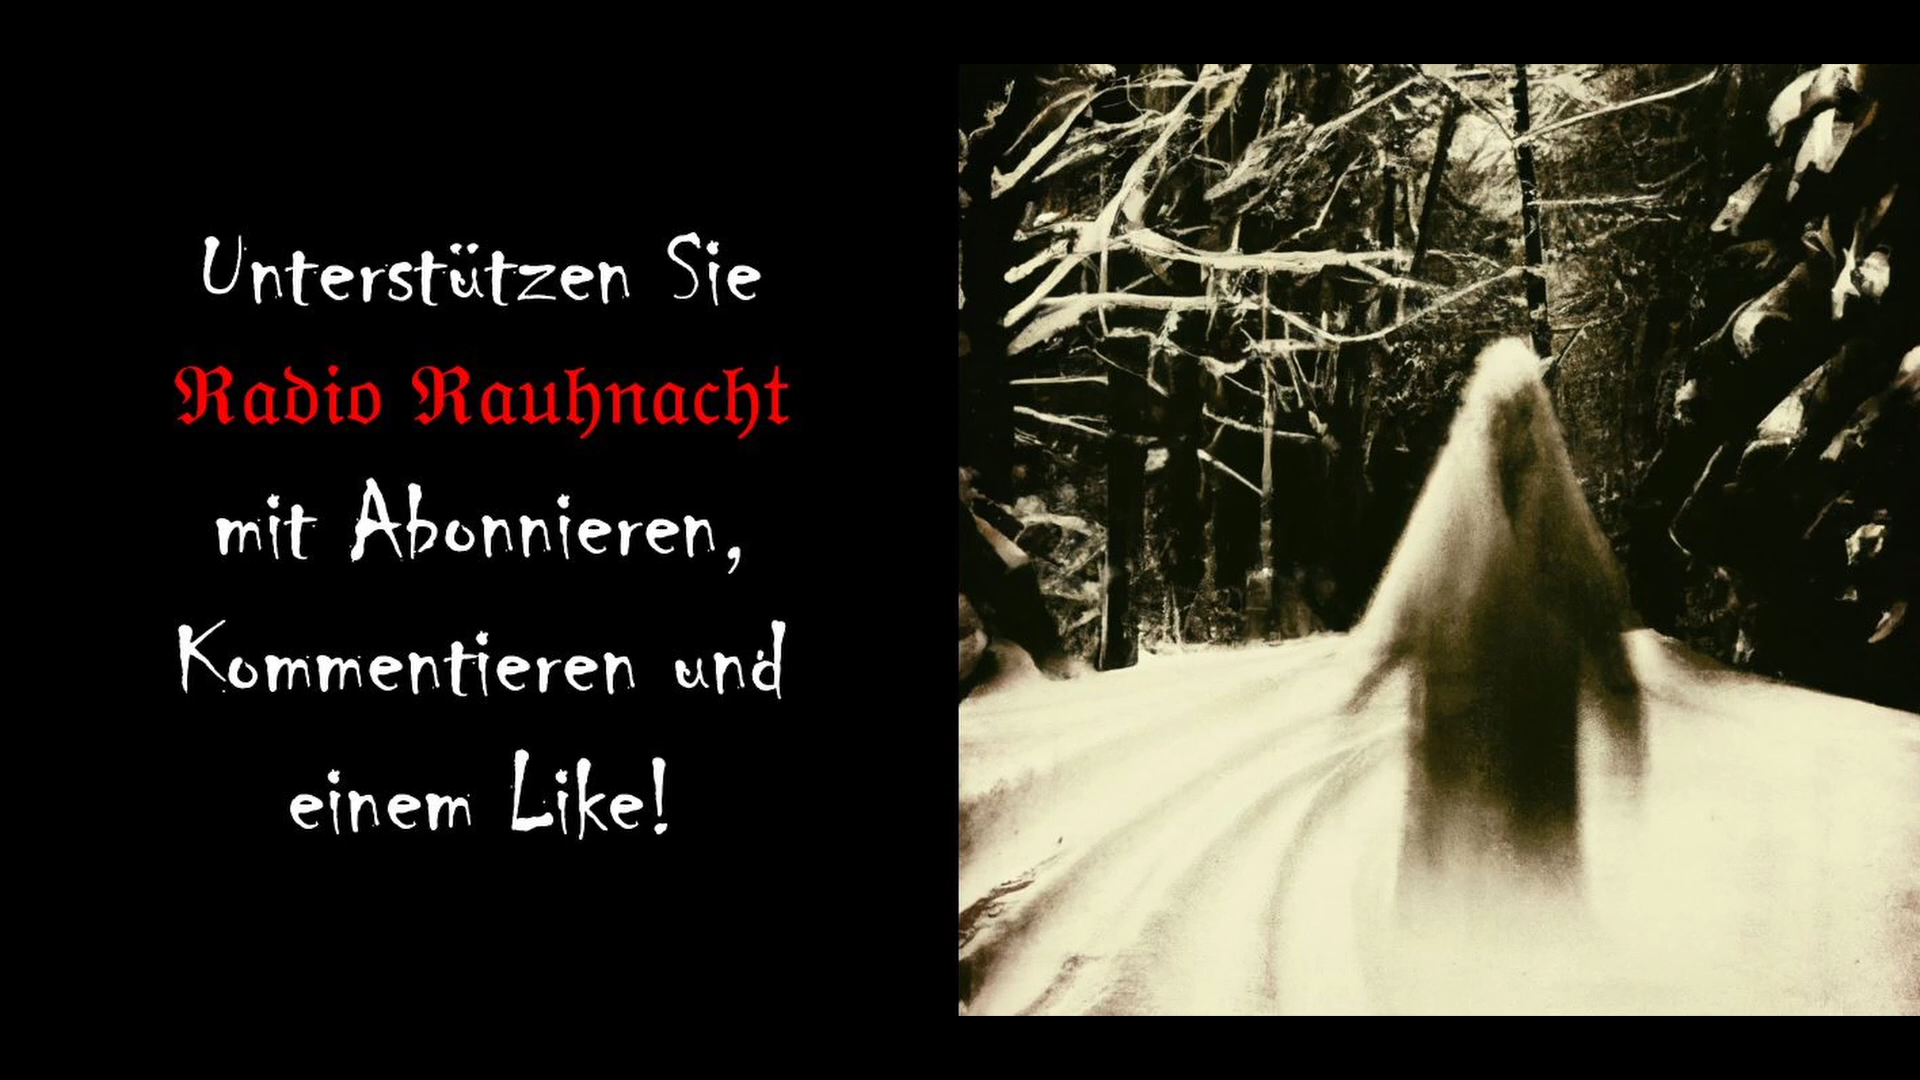 Unterstützen Sie
Radio Rauhnacht
mit Abonnieren,
Kommentieren und
einem Like!